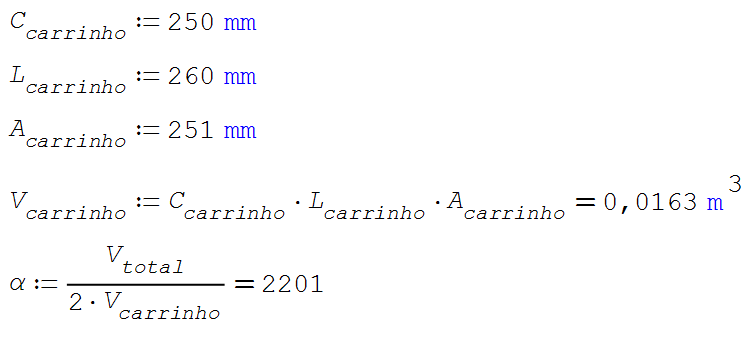 C_carrinho := 250 mm
L_carrinho := 260 mm
A_carrinho := 251 mm
V_carrinho := C_carrinho · L_carrinho · A_carrinho = 0,0163 m^3
α := V_total / (2 · V_carrinho) = 2201